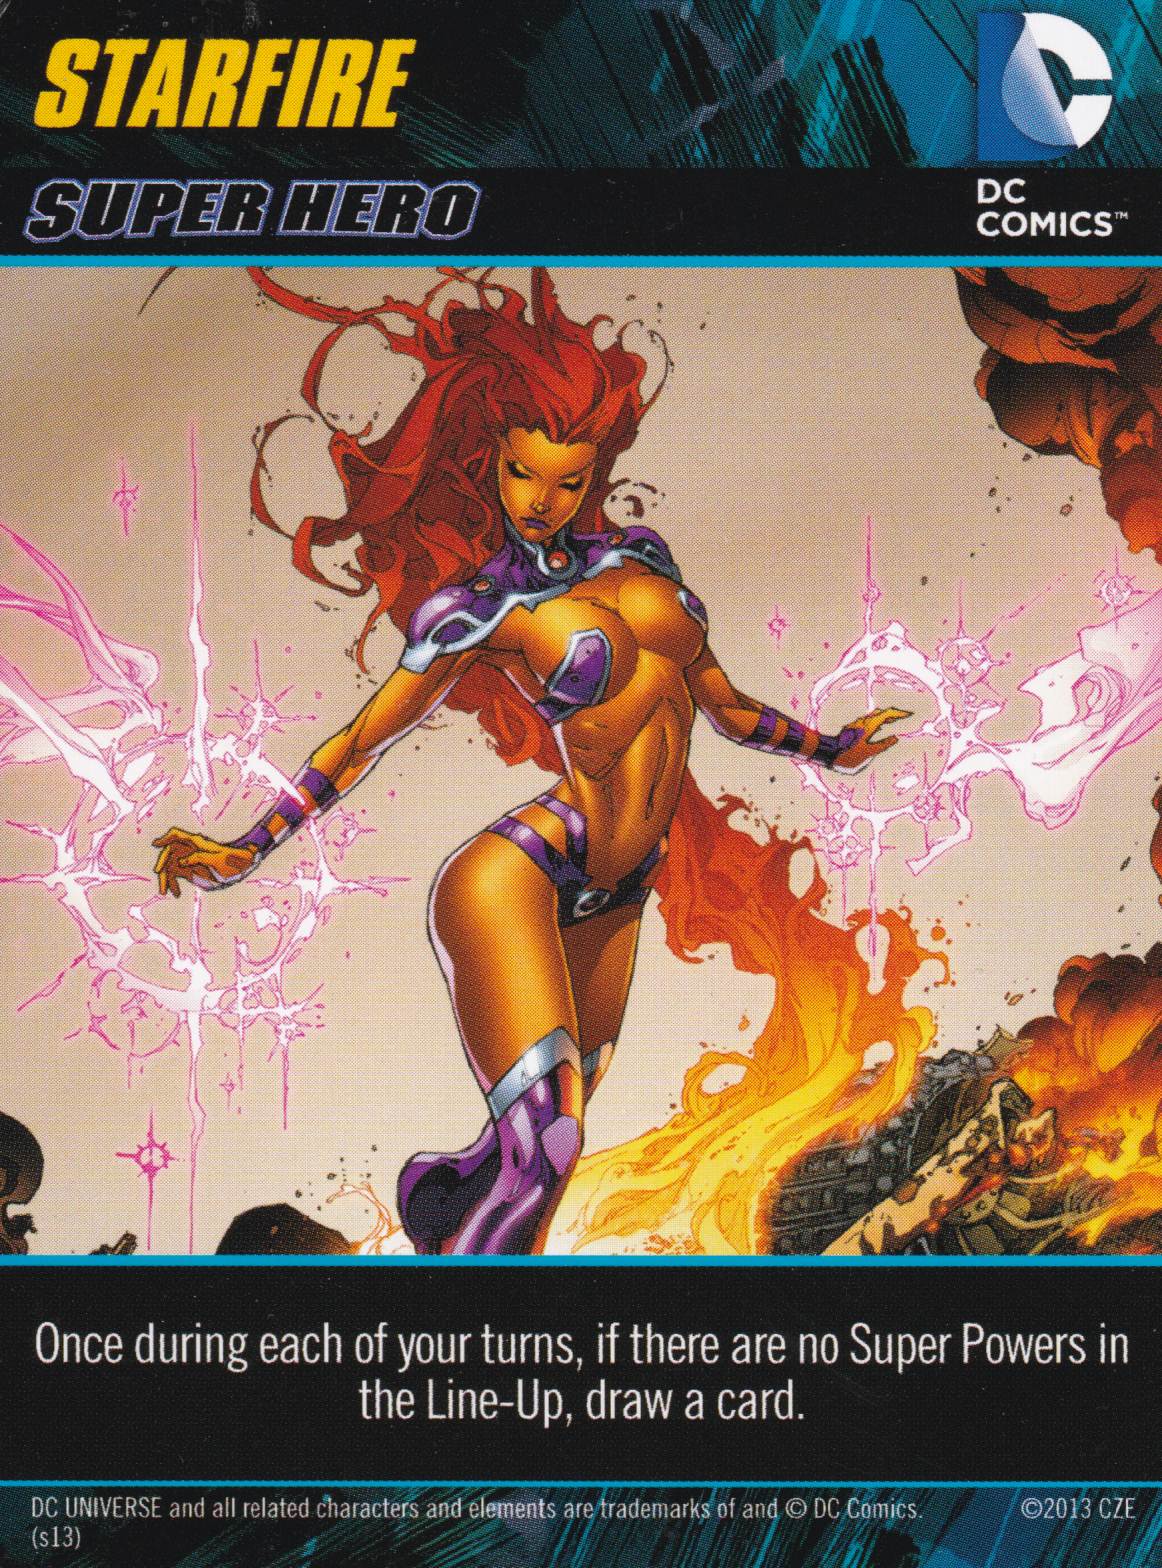 STARFIRE
SUPER HERO
DC
COMICS™
Once during each of your turns, if there are no Super Powers in
the Line-Up, draw a card.
DC UNIVERSE and all related characters and elements are trademarks of and © DC Comics.
(s13)
©2013 CZE